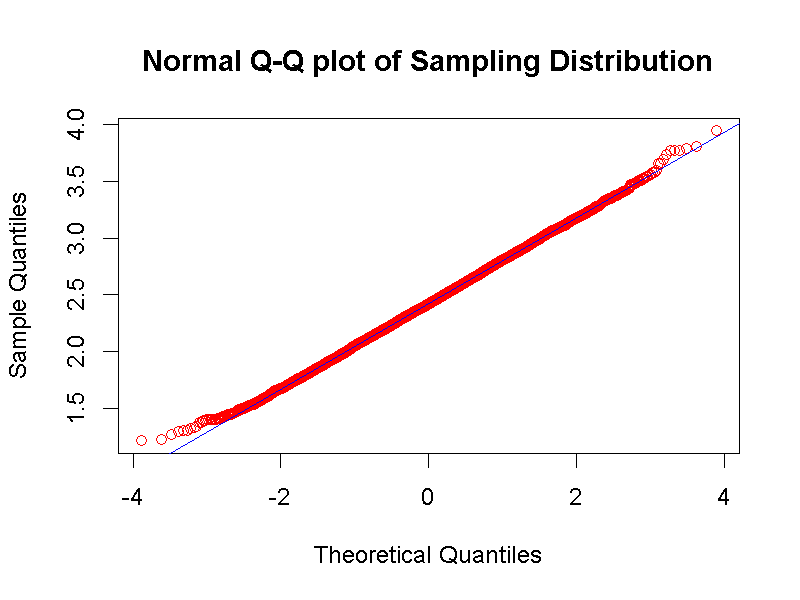 Normal Q-Q plot of Sampling Distribution
Sample Quantiles
4.0
3.5
3.0
2.5
2.0
1.5
-4 -2 0 2 4
Theoretical Quantiles